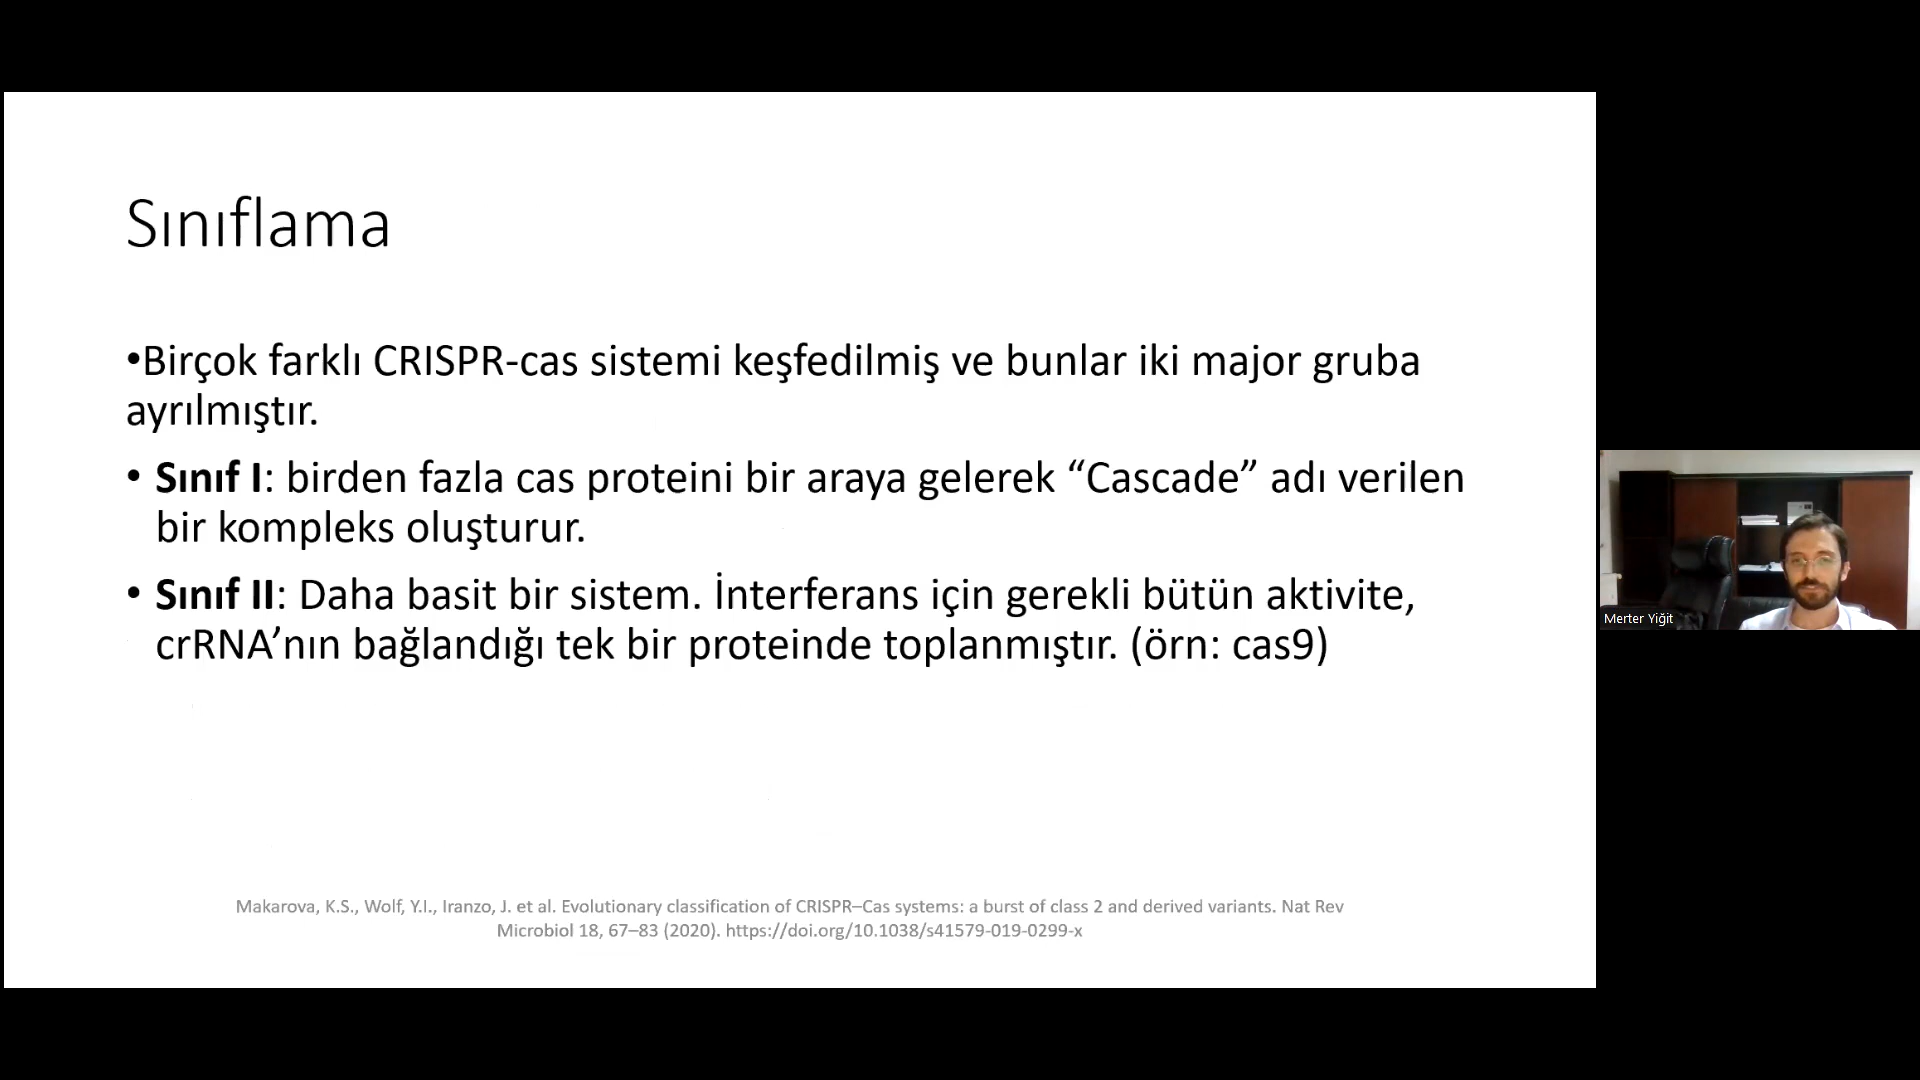 Sınıflama
•Birçok farklı CRISPR-cas sistemi keşfedilmiş ve bunlar iki major gruba
ayrılmıştır.
• Sınıf I: birden fazla cas proteini bir araya gelerek “Cascade” adı verilen
bir kompleks oluşturur.
• Sınıf II: Daha basit bir sistem. İnterferans için gerekli bütün aktivite,
crRNA’nın bağlandığı tek bir proteinde toplanmıştır. (örn: cas9)
Makarova, K.S., Wolf, Y.I., Iranzo, J. et al. Evolutionary classification of CRISPR–Cas systems: a burst of class 2 and derived variants. Nat Rev
Microbiol 18, 67–83 (2020). https://doi.org/10.1038/s41579-019-0299-x
Merter Yiğit